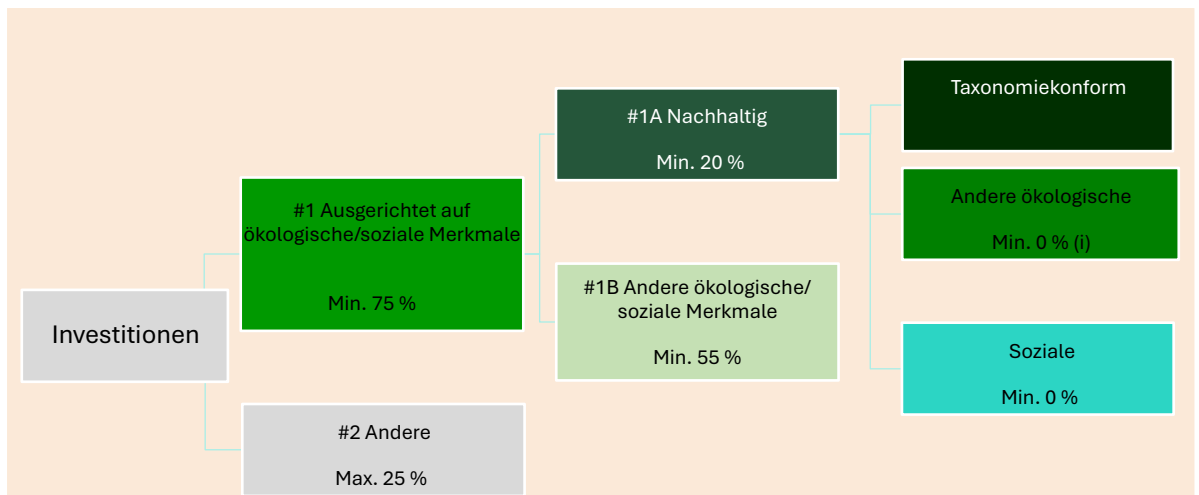 Investitionen
#1 Ausgerichtet auf
ökologische/soziale Merkmale
Min. 75 %
#2 Andere
Max. 25 %
#1A Nachhaltig
Min. 20 %
#1B Andere ökologische/
soziale Merkmale
Min. 55 %
Taxonomiekonform
Andere ökologische
Min. 0 % (i)
Soziale
Min. 0 %